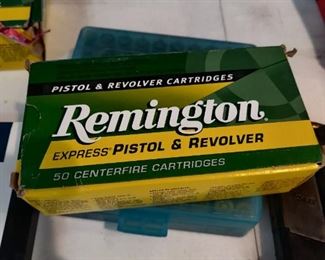 PISTOL & REVOLVER CARTRIDGES
Remington
EXPRESS® PISTOL & REVOLVER
50 CENTERFIRE CARTRIDGES